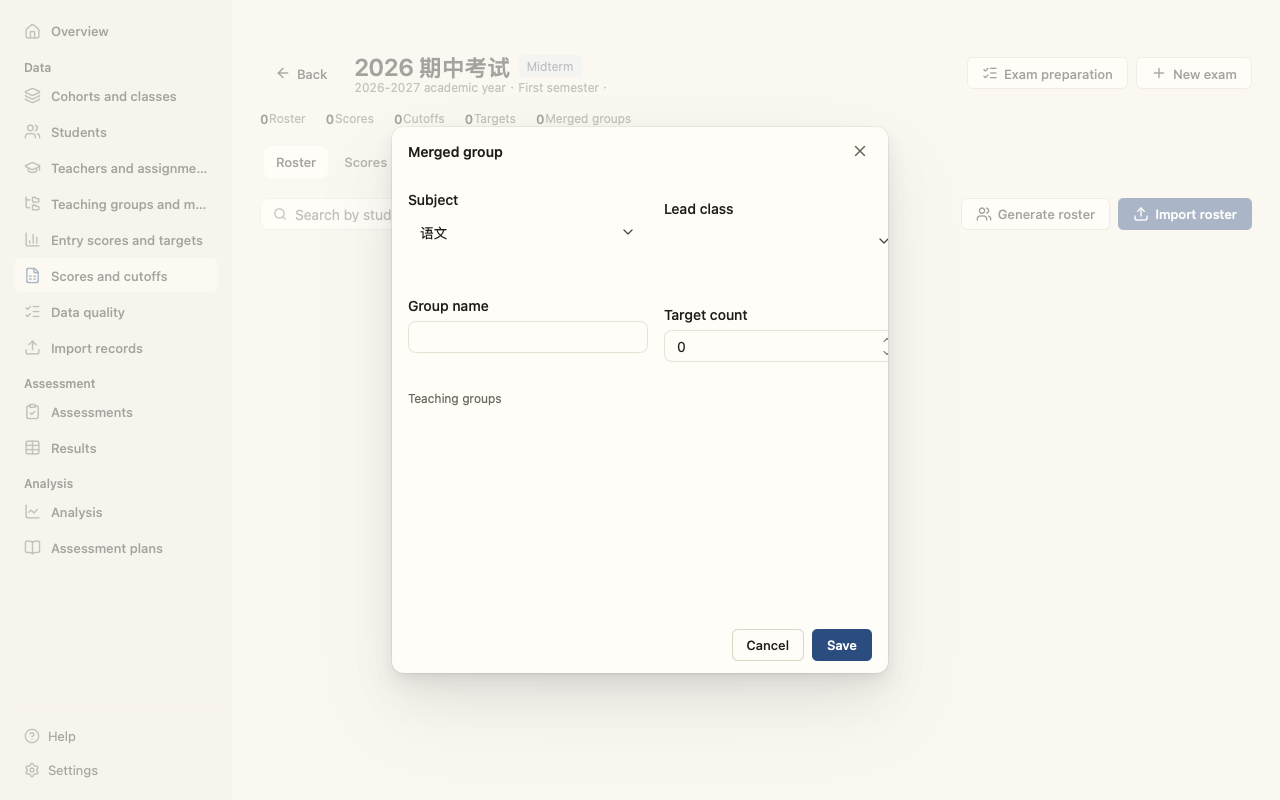 Overview
Data
Cohorts and classes
Students
Teachers and assignme...
Teaching groups and m...
Entry scores and targets
Scores and cutoffs
Data quality
Import records
Assessment
Assessments
Results
Analysis
Analysis
Assessment plans
Help
Settings
Back
2026 期中考试 Midterm
2026-2027 academic year · First semester ·
Exam preparation
New exam
0Roster 0Scores 0Cutoffs 0Targets 0Merged groups
Roster Scores
Search by stud
Generate roster
Import roster
Merged group
Subject
语文
Lead class
Group name
Target count
0
Teaching groups
Cancel
Save